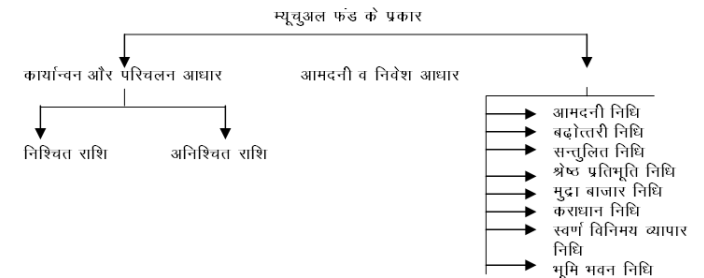 म्यूचुअल फंड के प्रकार
कार्यान्वन और परिचलन आधार
आमदनी व निवेश आधार
निश्चित राशि
अनिश्चित राशि
आमदनी निधि
बढ़ोत्तरी निधि
सन्तुलित निधि
श्रेष्ठ प्रतिभूति निधि
मुद्रा बाजार निधि
कराधान निधि
स्वर्ण विनिमय व्यापार
निधि
भूमि भवन निधि